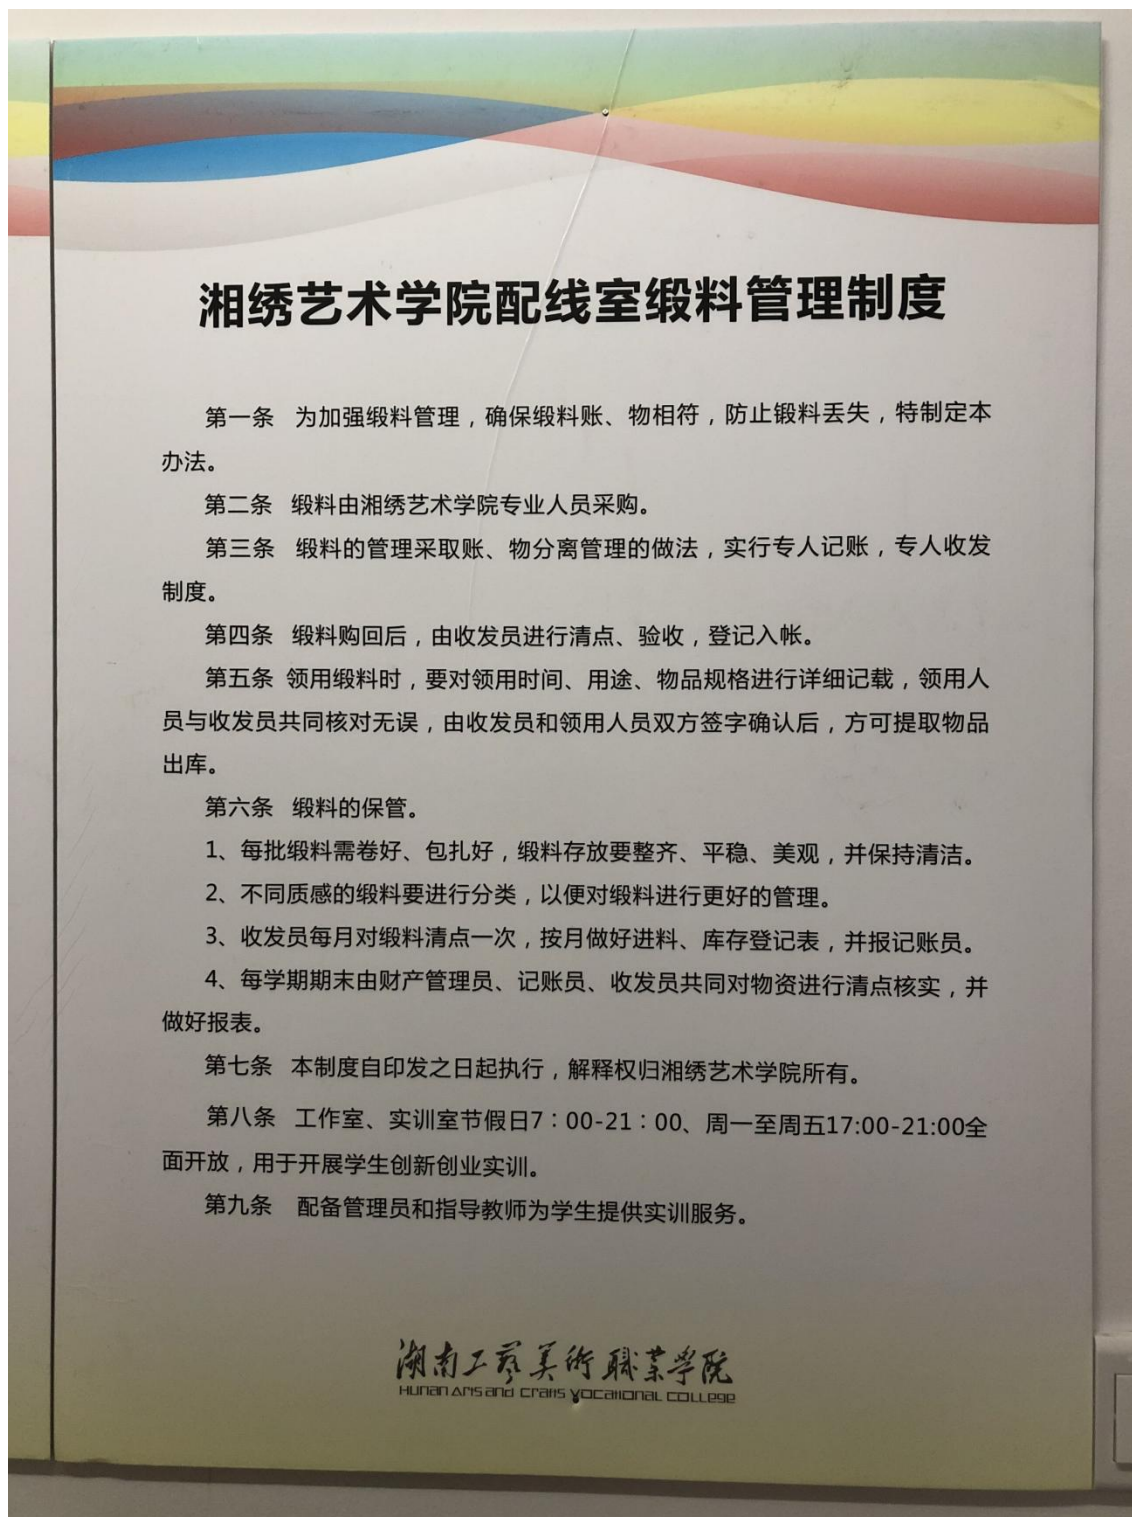 湘绣艺术学院配线室缎料管理制度
第一条 为加强缎料管理，确保缎料账、物相符，防止锻料丢失，特制定本
办法。
第二条 缎料由湘绣艺术学院专业人员采购。
第三条 缎料的管理采取账、物分离管理的做法，实行专人记账，专人收发
制度。
第四条 缎料购回后，由收发员进行清点、验收，登记入帐。
第五条 领用缎料时，要对领用时间、用途、物品规格进行详细记载，领用人
员与收发员共同核对无误，由收发员和领用人员双方签字确认后，方可提取物品
出库。
第六条 缎料的保管。
1、每批缎料需卷好、包扎好，缎料存放要整齐、平稳、美观，并保持清洁。
2、不同质感的缎料要进行分类，以便对缎料进行更好的管理。
3、收发员每月对缎料清点一次，按月做好进料、库存登记表，并报记账员。
4、每学期期末由财产管理员、记账员、收发员共同对物资进行清点核实，并
做好报表。
第七条 本制度自印发之日起执行，解释权归湘绣艺术学院所有。
第八条 工作室、实训室节假日7：00-21：00、周一至周五17:00-21:00全
面开放，用于开展学生创新创业实训。
第九条 配备管理员和指导教师为学生提供实训服务。
湖南工藝美術職業學院
Hunan Arts and Crafts Vocational College